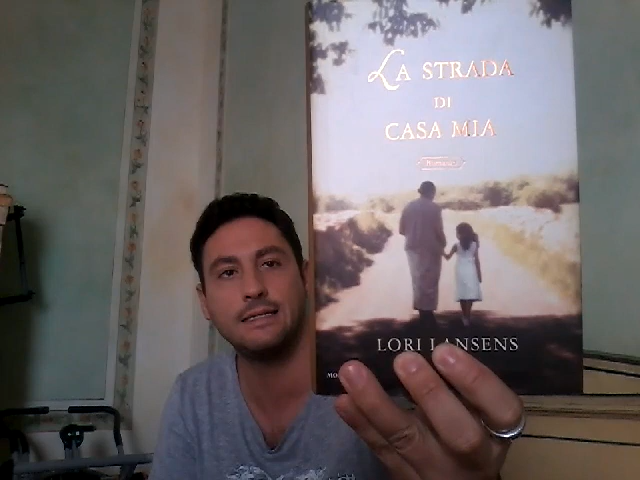 LA STRADA
DI
CASA MIA
Romanzo
LORI LANSENS